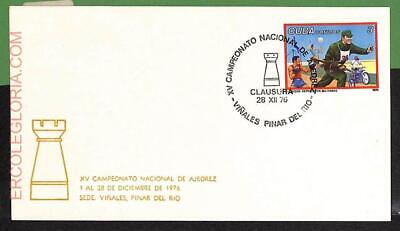 ERCOLEGLORIA.COM
CUBA
3
XV CAMPEONATO NACIONAL DE AJEDREZ
CLAUSURA
28 XII 76
-VIÑALES, PINAR DEL RIO-
XV CAMPEONATO NACIONAL DE AJEDREZ
1 AL 28 DE DICIEMBRE DE 1976
SEDE: VIÑALES, PINAR DEL RIO